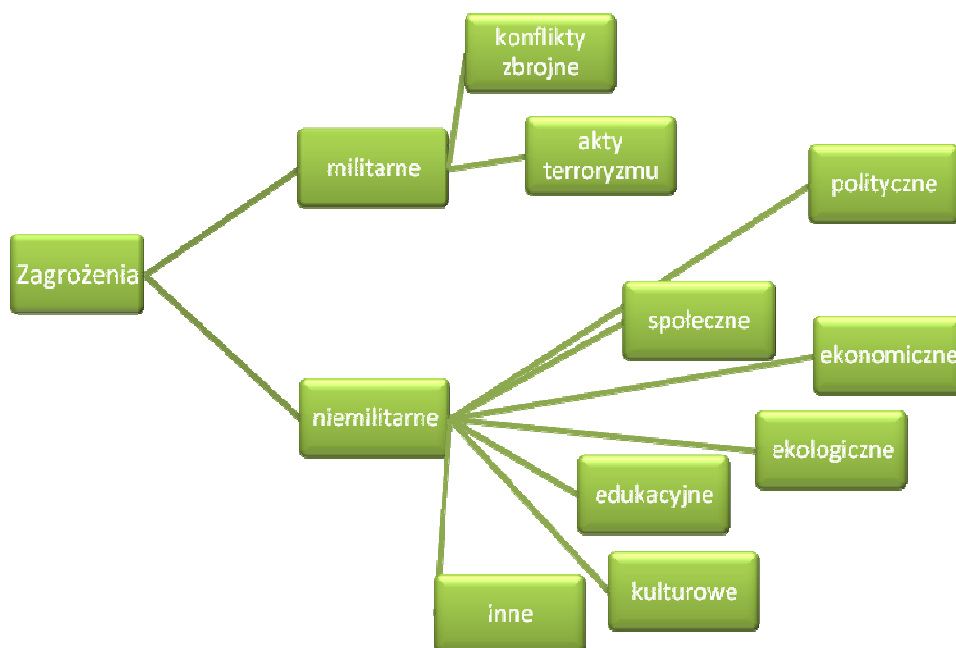 konflikty
zbrojne
akty
terroryzmu
militarne
polityczne
Zagrożenia
społeczne
ekonomiczne
niemilitarne
ekologiczne
edukacyjne
kulturowe
inne